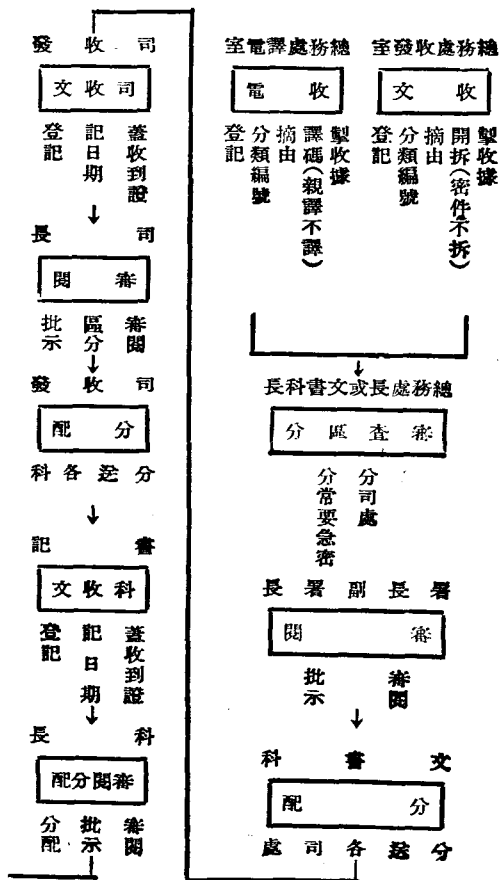 總務處收發室
收文
掣收據
開拆(密件不拆)
摘由
分類編號
登記
總務處譯電室
收電
掣收據
譯碼(親譯不譯)
摘由
分類編號
登記
總務處長或文書科長
審查區分
分司處
分常要急密
署長副署長
審閱
審閱
批示
文書科
分配
分送各司處
司收發
司收文
蓋收到證
記日期
登記
司長
審閱
審閱
區分
批示
司收發
分配
分送各科
書記
科收文
蓋收到證
記日期
登記
科長
審閱分配
審閱
批示
分配